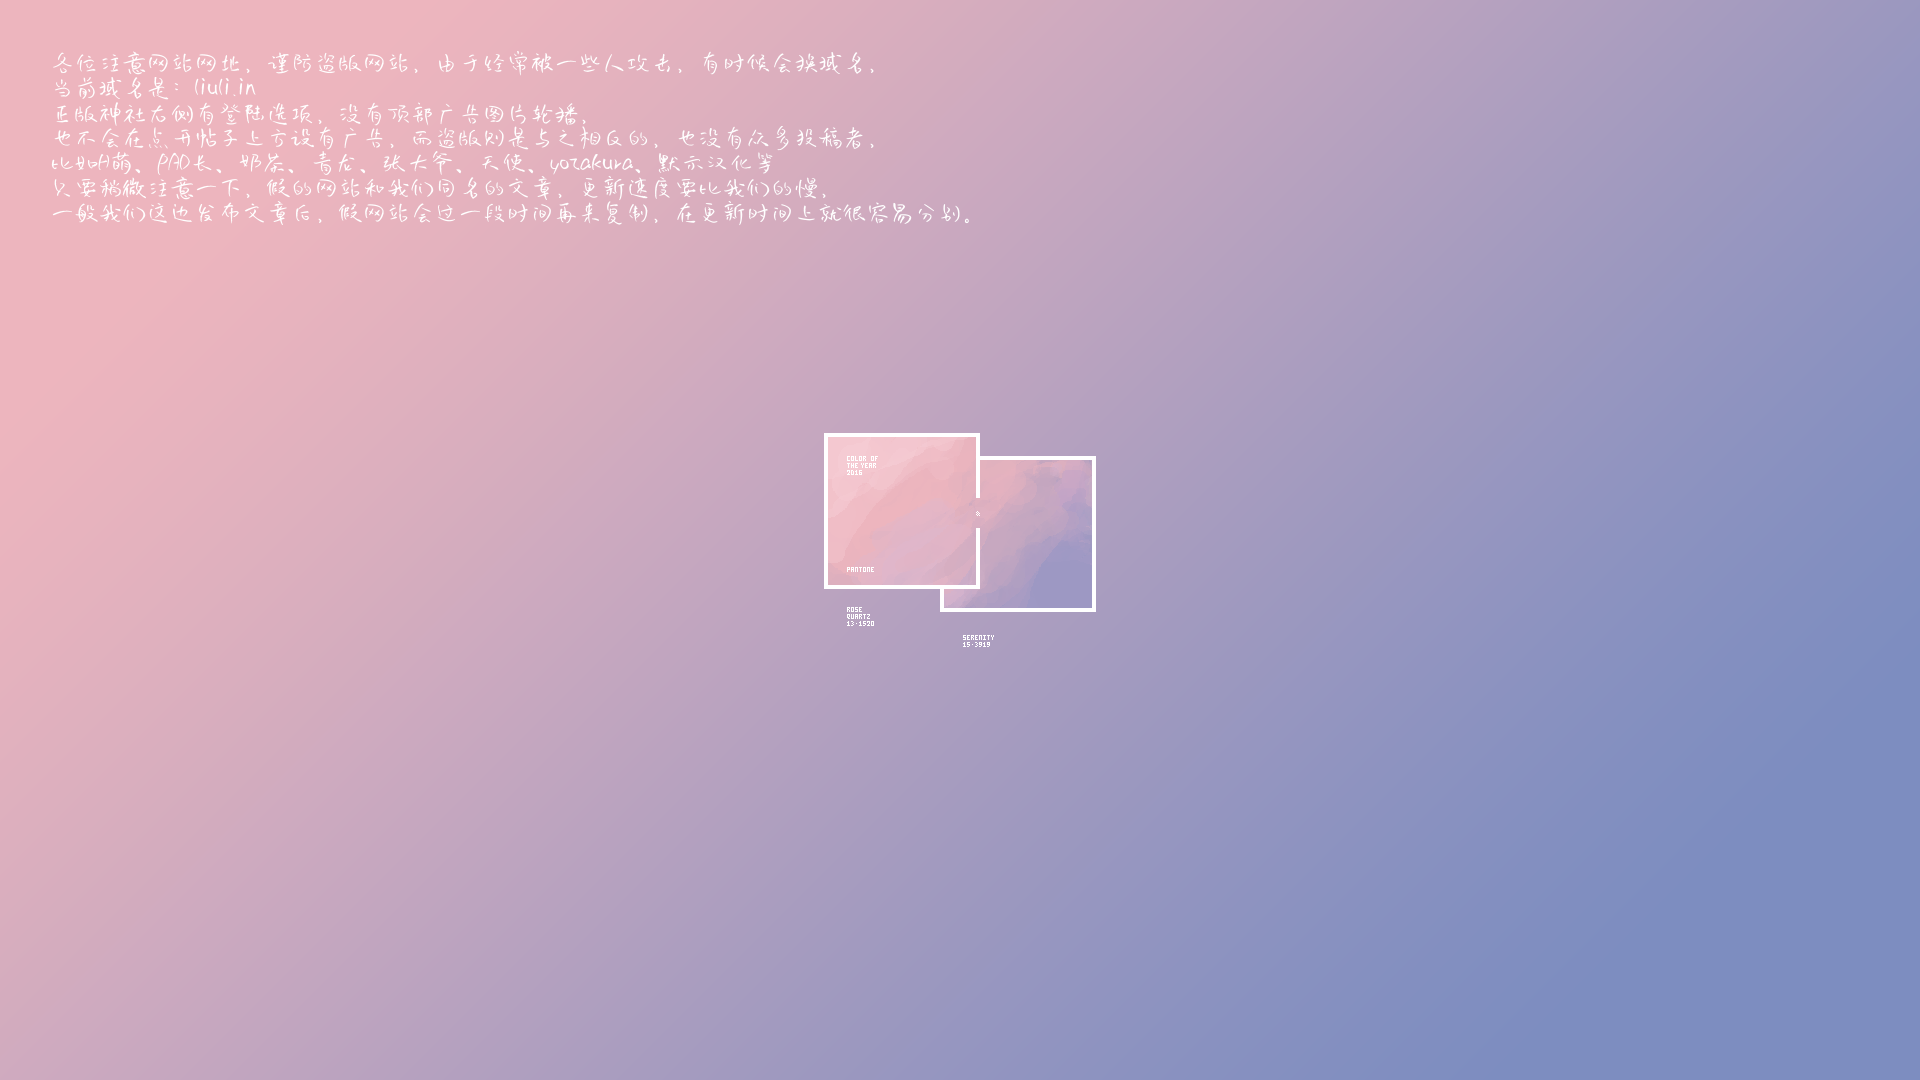 各位注意网站网址，谨防盗版网站，由于经常被一些人攻击，有时候会换域名，
当前域名是：liuli.in
正版神社右侧有登陆选项，没有顶部广告图片轮播，
也不会在点开帖子上方设有广告，而盗版则是与之相反的，也没有众多投稿者，
比如H萌、PAO长、奶茶、青龙、张大爷、天使、yozakura、默示汉化等
只要稍微注意一下，假的网站和我们同名的文章，更新速度要比我们的慢，
一般我们这边发布文章后，假网站会过一段时间再来复制，在更新时间上就很容易分别。
COLOR OF
THE YEAR
2016
&
PANTONE
ROSE
QUARTZ
13-1520
SERENITY
15-3919